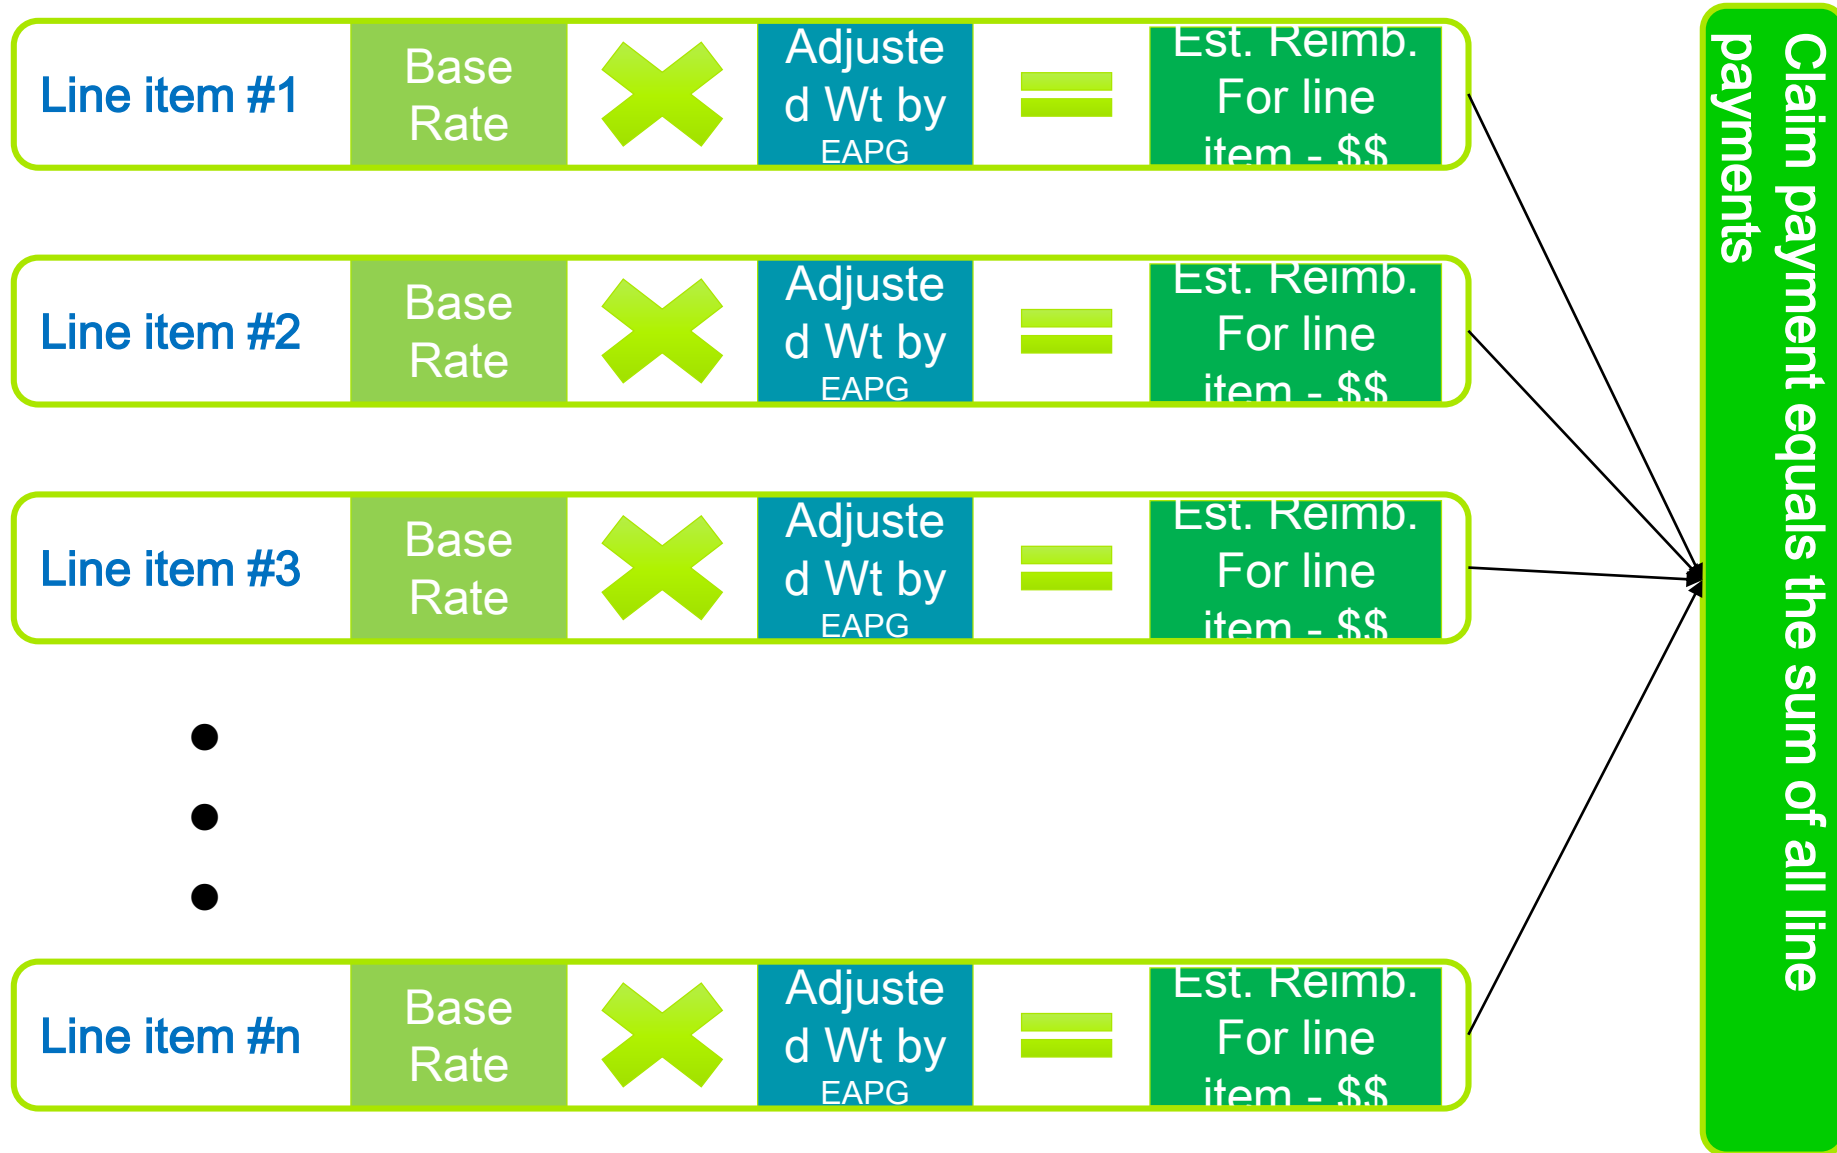 Line item #1
Base
Rate
Adjuste
d Wt by
EAPG
Est. Reimb.
For line
item - $$
Line item #2
Base
Rate
Adjuste
d Wt by
EAPG
Est. Reimb.
For line
item - $$
Line item #3
Base
Rate
Adjuste
d Wt by
EAPG
Est. Reimb.
For line
item - $$
Line item #n
Base
Rate
Adjuste
d Wt by
EAPG
Est. Reimb.
For line
item - $$
Claim payment equals the sum of all line
payments